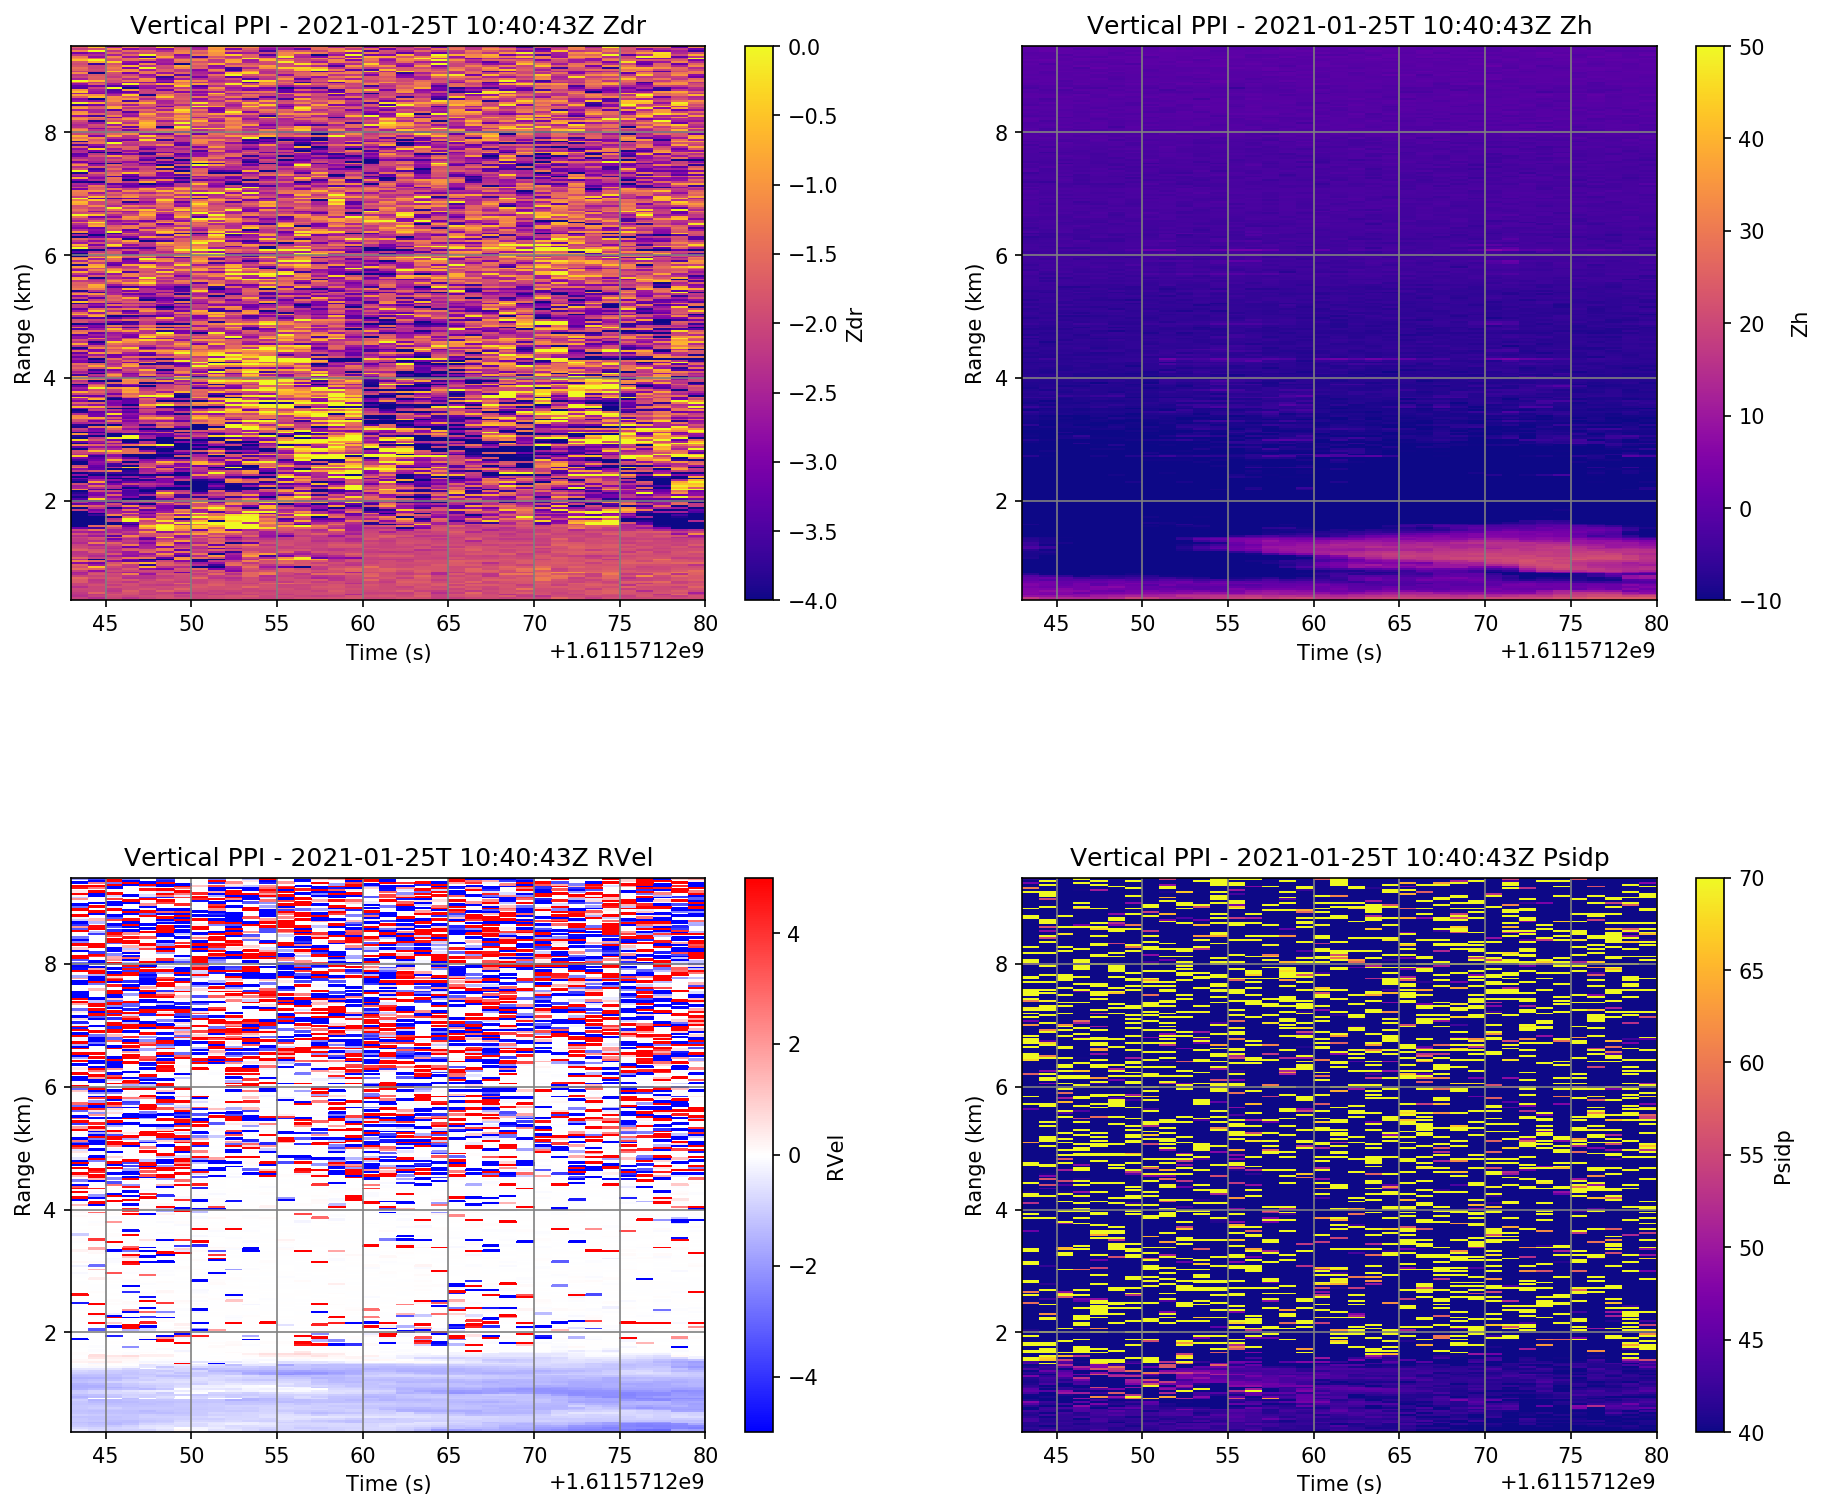 Vertical PPI - 2021-01-25T 10:40:43Z Zdr
8
6
4
2
Range (km)
45 50 55 60 65 70 75 80
Time (s)
+1.6115712e9
0.0
−0.5
−1.0
−1.5
−2.0
−2.5
−3.0
−3.5
−4.0
Zdr
Vertical PPI - 2021-01-25T 10:40:43Z Zh
8
6
4
2
Range (km)
45 50 55 60 65 70 75 80
Time (s)
+1.6115712e9
50
40
30
20
10
0
−10
Zh
Vertical PPI - 2021-01-25T 10:40:43Z RVel
8
6
4
2
Range (km)
45 50 55 60 65 70 75 80
Time (s)
+1.6115712e9
4
2
0
−2
−4
RVel
Vertical PPI - 2021-01-25T 10:40:43Z Psidp
8
6
4
2
Range (km)
45 50 55 60 65 70 75 80
Time (s)
+1.6115712e9
70
65
60
55
50
45
40
Psidp